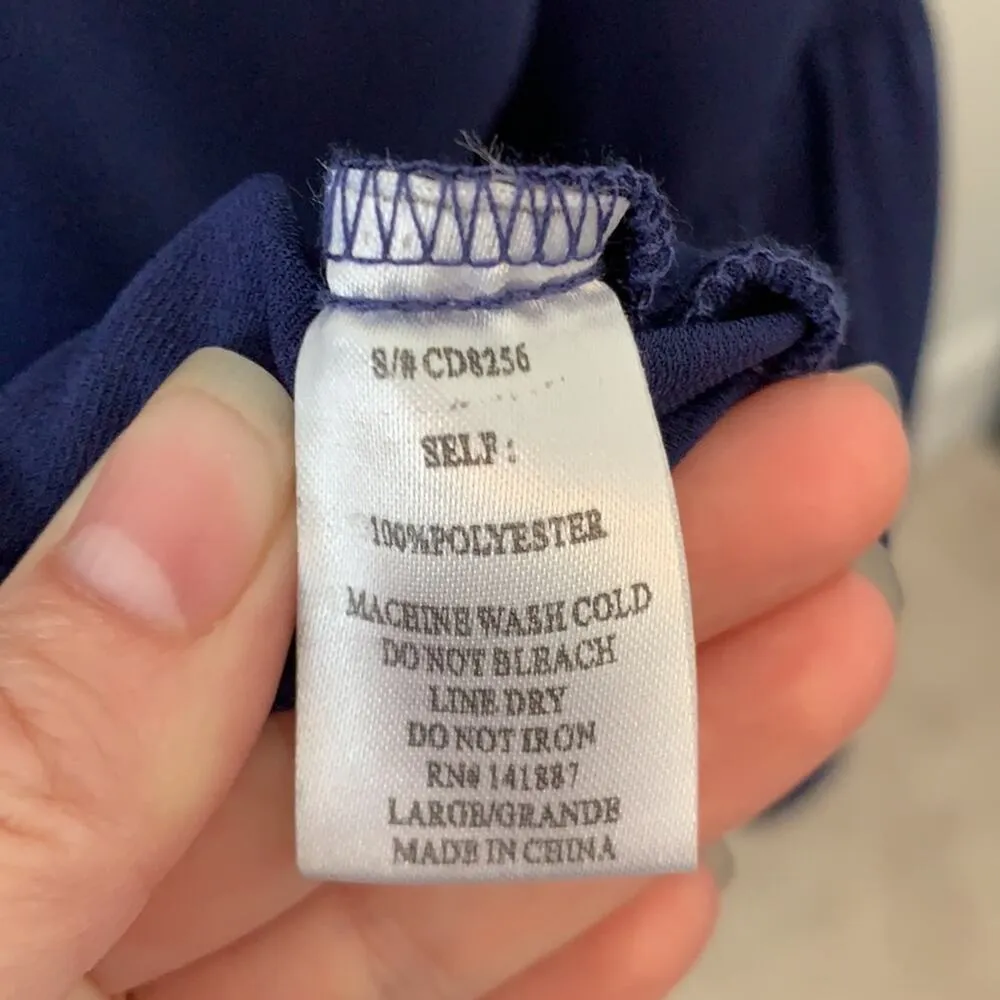 S/# CD8256
SELF:
100%POLYESTER
MACHINE WASH COLD
DO NOT BLEACH
LINE DRY
DO NOT IRON
RN# 141887
LARGE/GRANDE
MADE IN CHINA